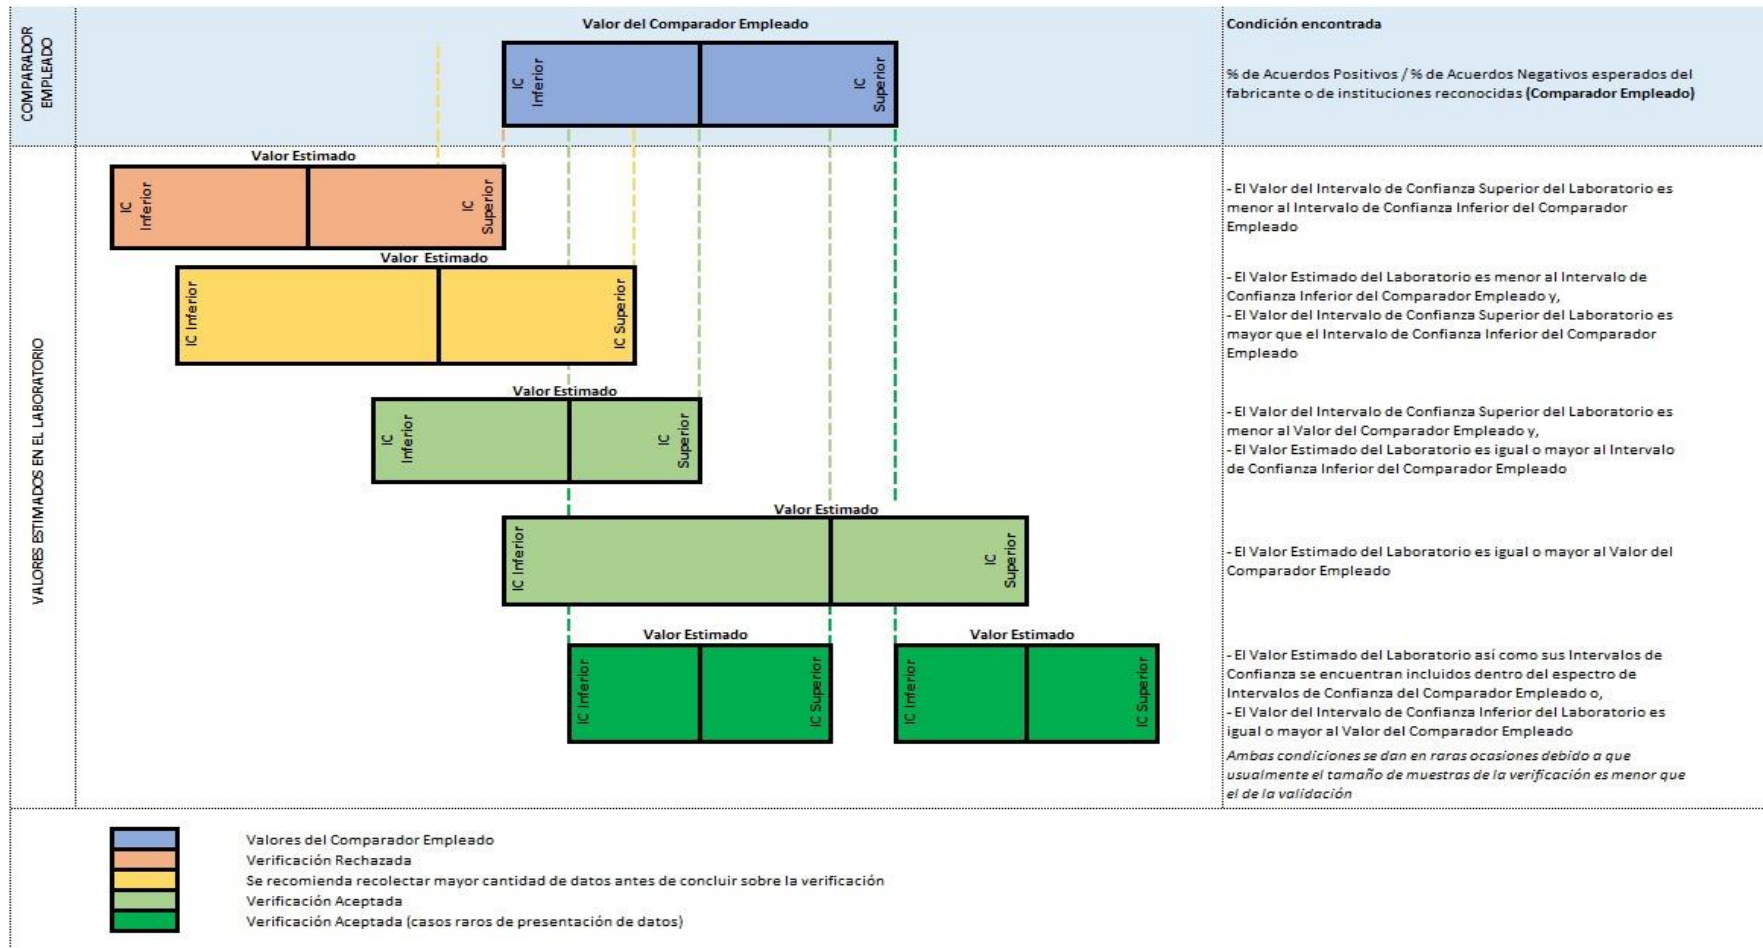 COMPARADOR
EMPLEADO
Valor del Comparador Empleado
IC
Inferior
IC
Superior
Condición encontrada
% de Acuerdos Positivos / % de Acuerdos Negativos esperados del
fabricante o de instituciones reconocidas (Comparador Empleado)
VALORES ESTIMADOS EN EL LABORATORIO
Valor Estimado
IC
Inferior
IC
Superior
- El Valor del Intervalo de Confianza Superior del Laboratorio es
menor al Intervalo de Confianza Inferior del Comparador
Empleado
Valor Estimado
IC Inferior
IC Superior
- El Valor Estimado del Laboratorio es menor al Intervalo de
Confianza Inferior del Comparador Empleado y,
- El Valor del Intervalo de Confianza Superior del Laboratorio es
mayor que el Intervalo de Confianza Inferior del Comparador
Empleado
Valor Estimado
IC
Inferior
IC
Superior
- El Valor del Intervalo de Confianza Superior del Laboratorio es
menor al Valor del Comparador Empleado y,
- El Valor Estimado del Laboratorio es igual o mayor al Intervalo
de Confianza Inferior del Comparador Empleado
Valor Estimado
IC Inferior
IC
Superior
- El Valor Estimado del Laboratorio es igual o mayor al Valor del
Comparador Empleado
Valor Estimado
IC Inferior
IC Superior
Valor Estimado
IC Inferior
IC Superior
- El Valor Estimado del Laboratorio así como sus Intervalos de
Confianza se encuentran incluidos dentro del espectro de
Intervalos de Confianza del Comparador Empleado o,
- El Valor del Intervalo de Confianza Inferior del Laboratorio es
igual o mayor al Valor del Comparador Empleado
Ambas condiciones se dan en raras ocasiones debido a que
usualmente el tamaño de muestras de la verificación es menor que
el de la validación
Valores del Comparador Empleado
Verificación Rechazada
Se recomienda recolectar mayor cantidad de datos antes de concluir sobre la verificación
Verificación Aceptada
Verificación Aceptada (casos raros de presentación de datos)